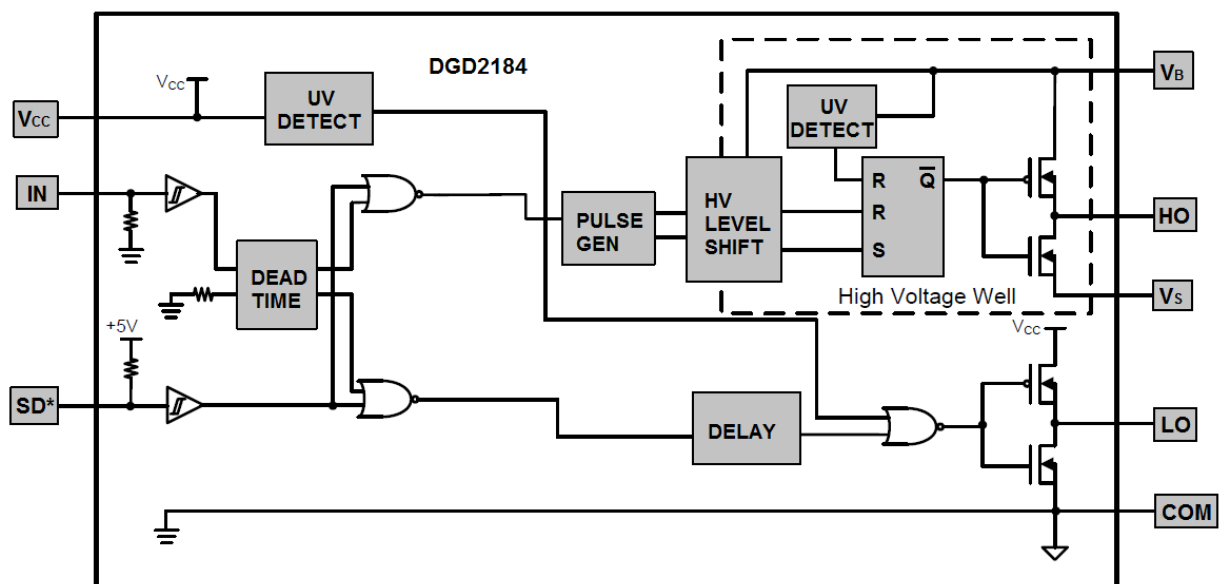 DGD2184
VB
VCC
VCC
UV
DETECT
UV
DETECT
IN
R
Q
HV
LEVEL
SHIFT
R
HO
PULSE
GEN
S
DEAD
TIME
High Voltage Well
VS
+5V
VCC
SD*
DELAY
LO
COM